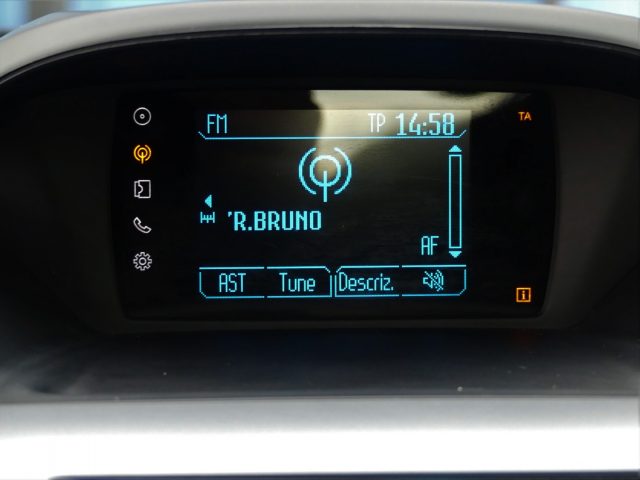 FM TP 14:58 TA
'R.BRUNO
AF
AST Tune Descriz.
i